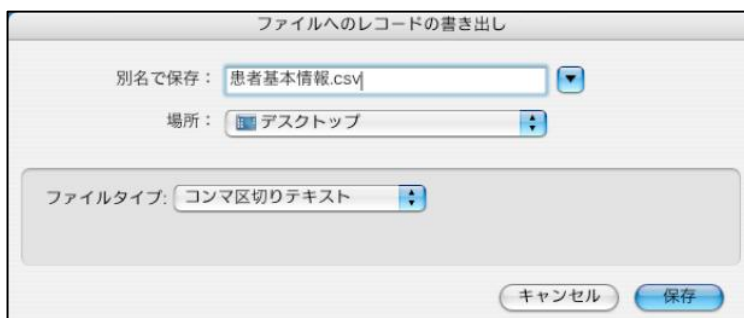 ファイルへのレコードの書き出し
別名で保存： 患者基本情報.csv
場所： デスクトップ
ファイルタイプ: コンマ区切りテキスト
キャンセル 保存